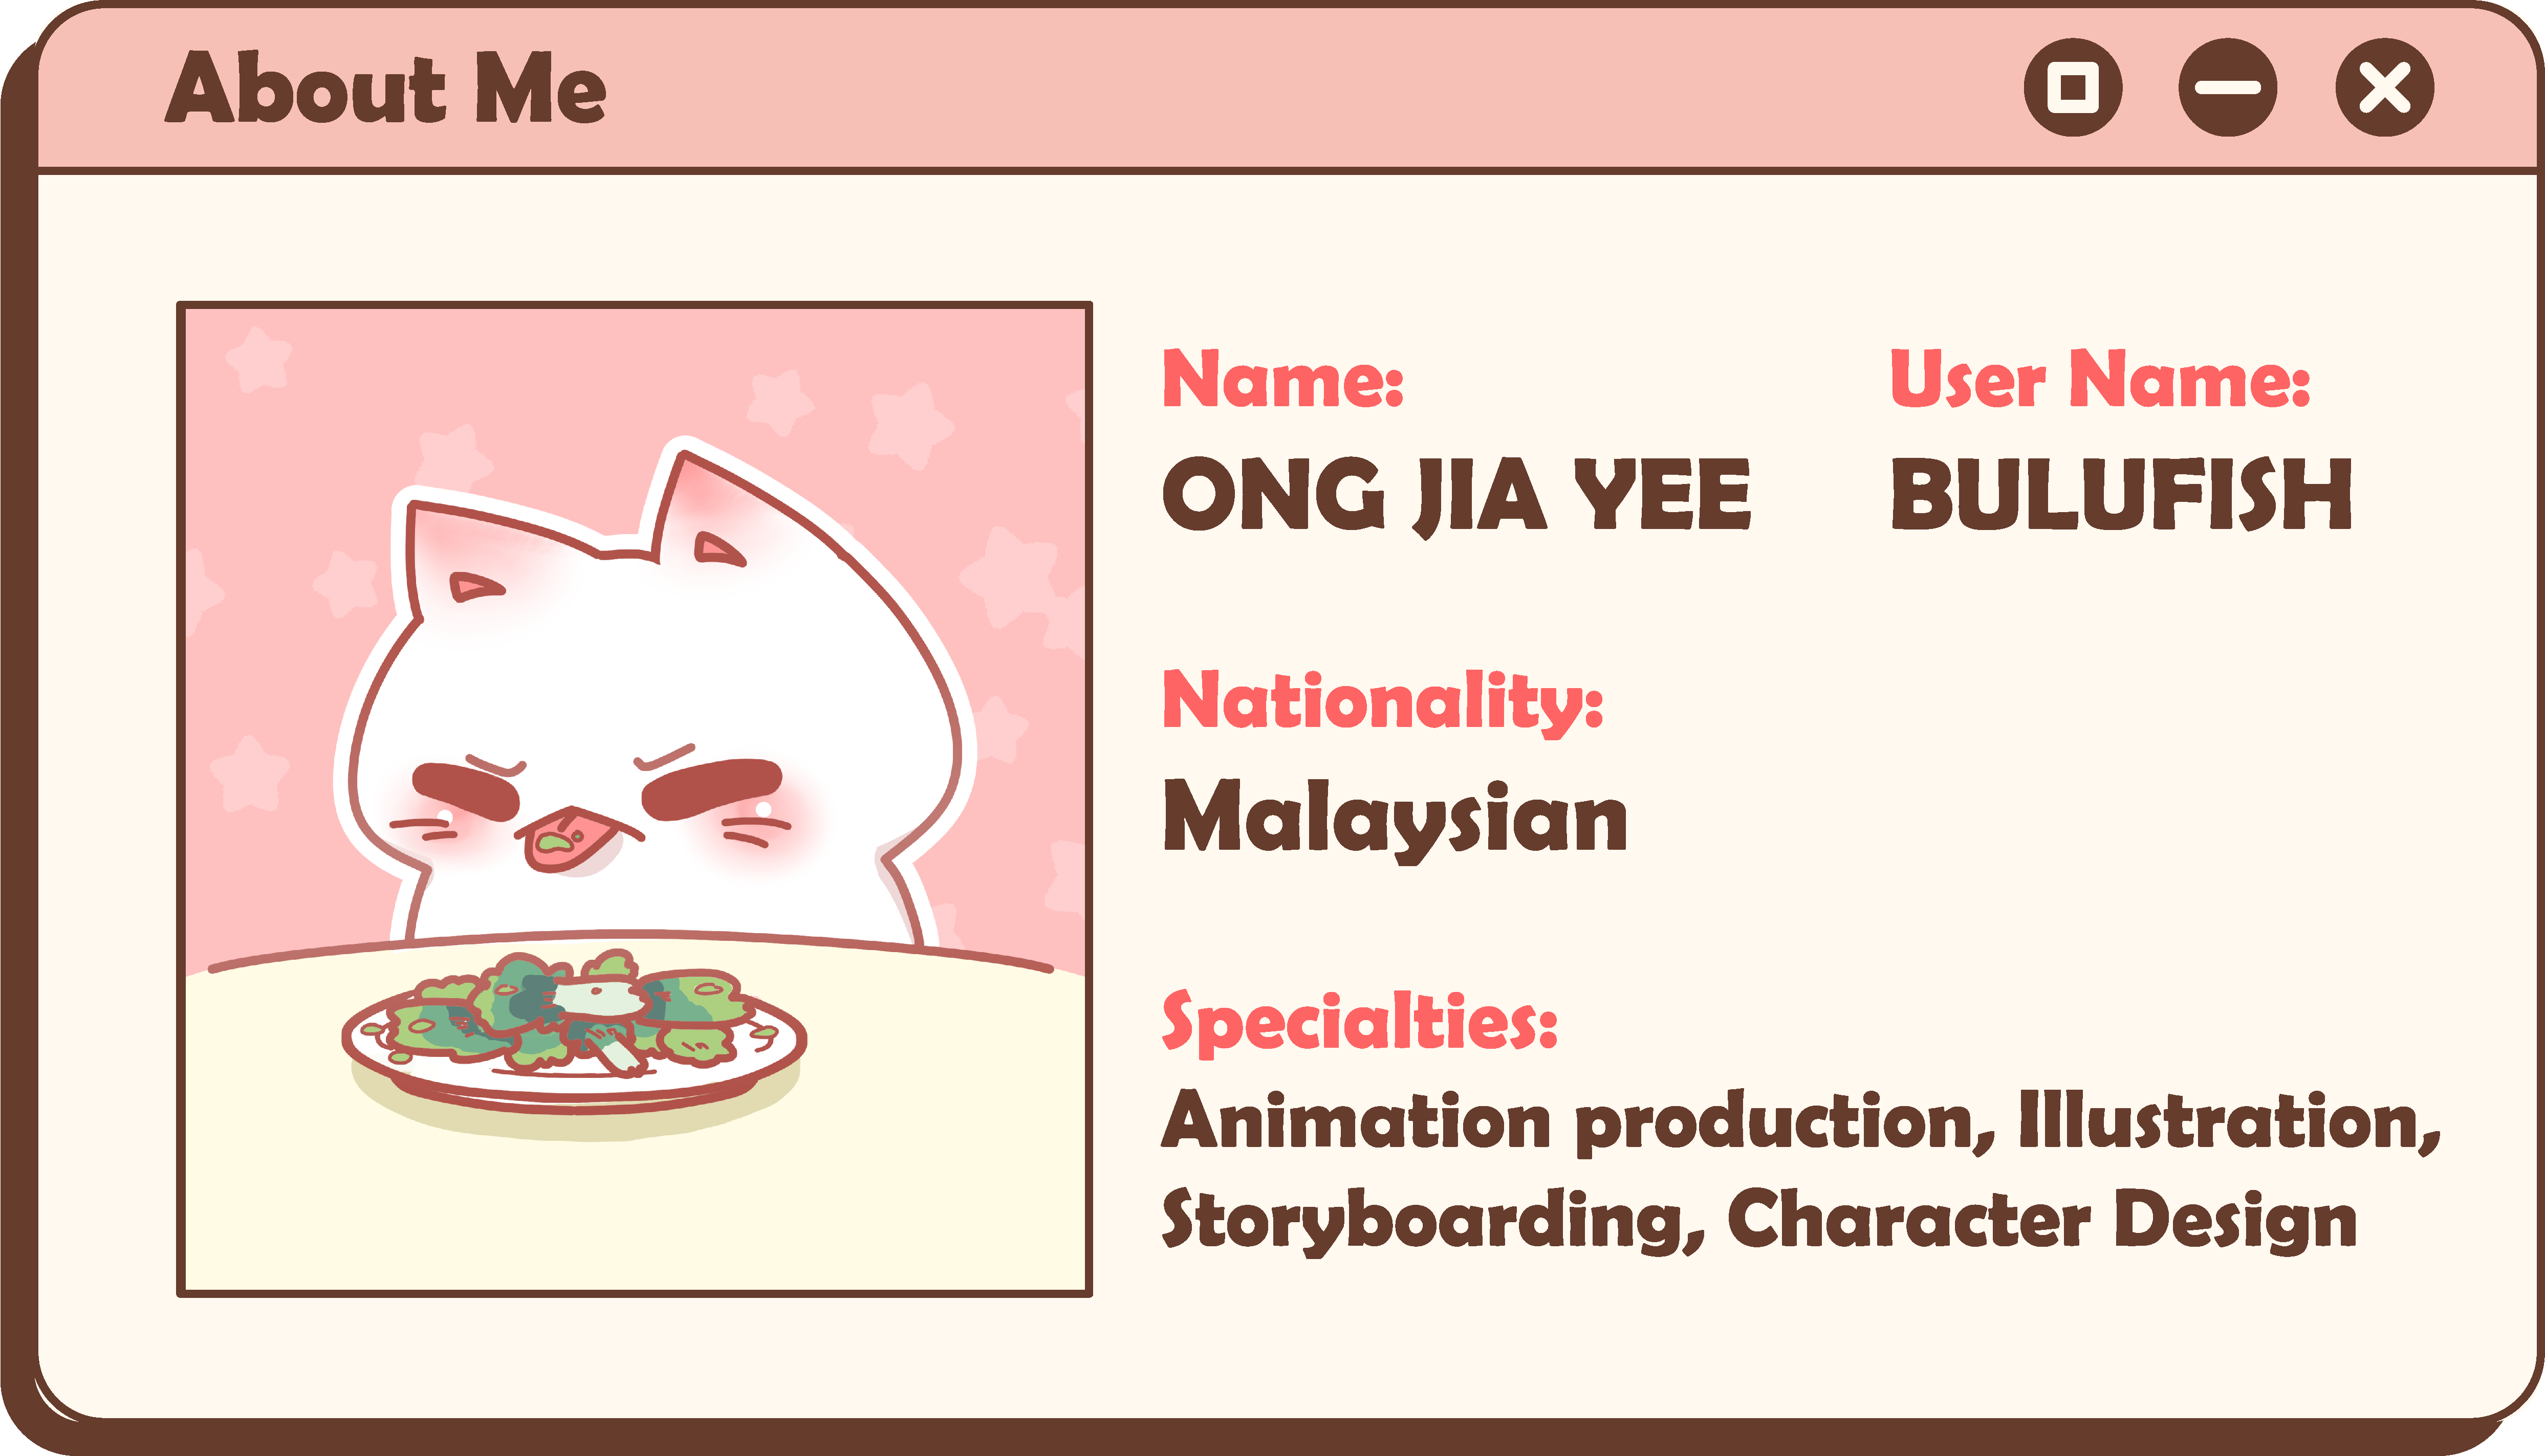 About Me
Name:
ONG JIA YEE
User Name:
BULUFISH
Nationality:
Malaysian
Specialties:
Animation production, Illustration,
Storyboarding, Character Design